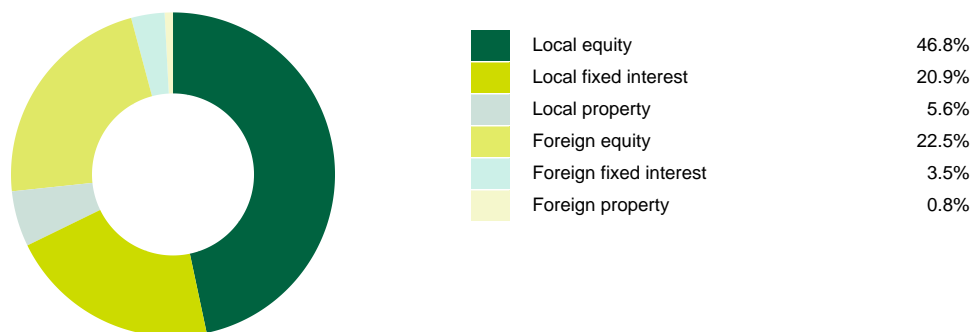 Local equity 46.8%
Local fixed interest 20.9%
Local property 5.6%
Foreign equity 22.5%
Foreign fixed interest 3.5%
Foreign property 0.8%